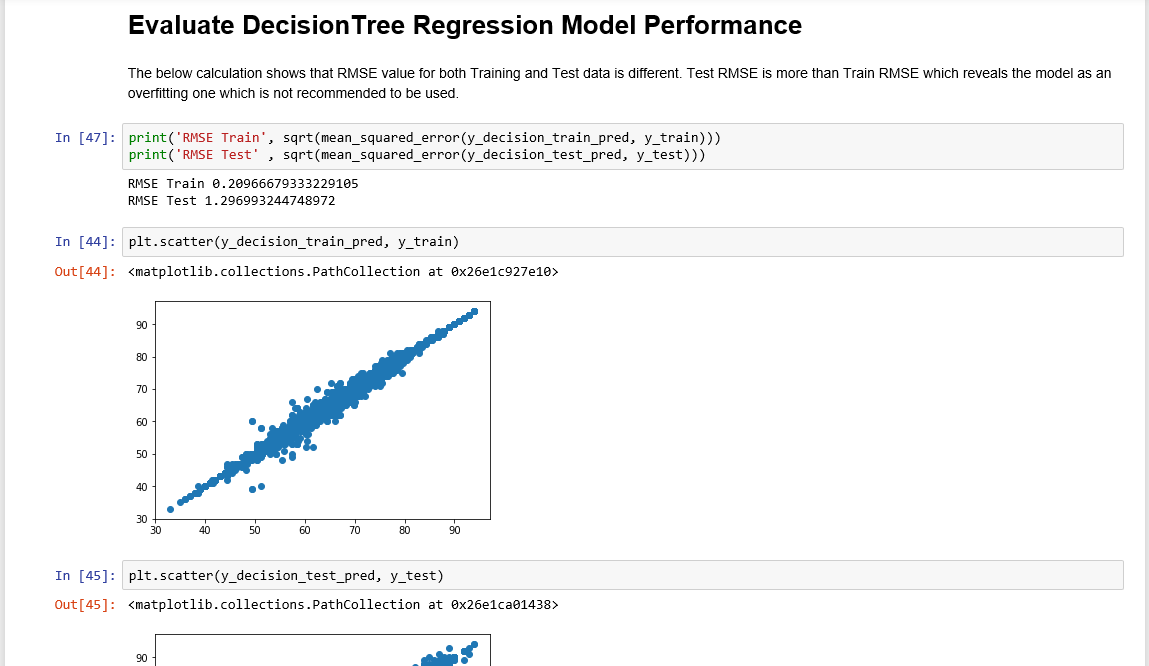 Evaluate DecisionTree Regression Model Performance
The below calculation shows that RMSE value for both Training and Test data is different. Test RMSE is more than Train RMSE which reveals the model as an
overfitting one which is not recommended to be used.
In [47]: print('RMSE Train', sqrt(mean_squared_error(y_decision_train_pred, y_train)))
print('RMSE Test' , sqrt(mean_squared_error(y_decision_test_pred, y_test)))
RMSE Train 0.20966679333229105
RMSE Test 1.296993244748972
In [44]: plt.scatter(y_decision_train_pred, y_train)
Out[44]: <matplotlib.collections.PathCollection at 0x26e1c927e10>
90
80
70
60
50
40
30
30 40 50 60 70 80 90
In [45]: plt.scatter(y_decision_test_pred, y_test)
Out[45]: <matplotlib.collections.PathCollection at 0x26e1ca01438>
90